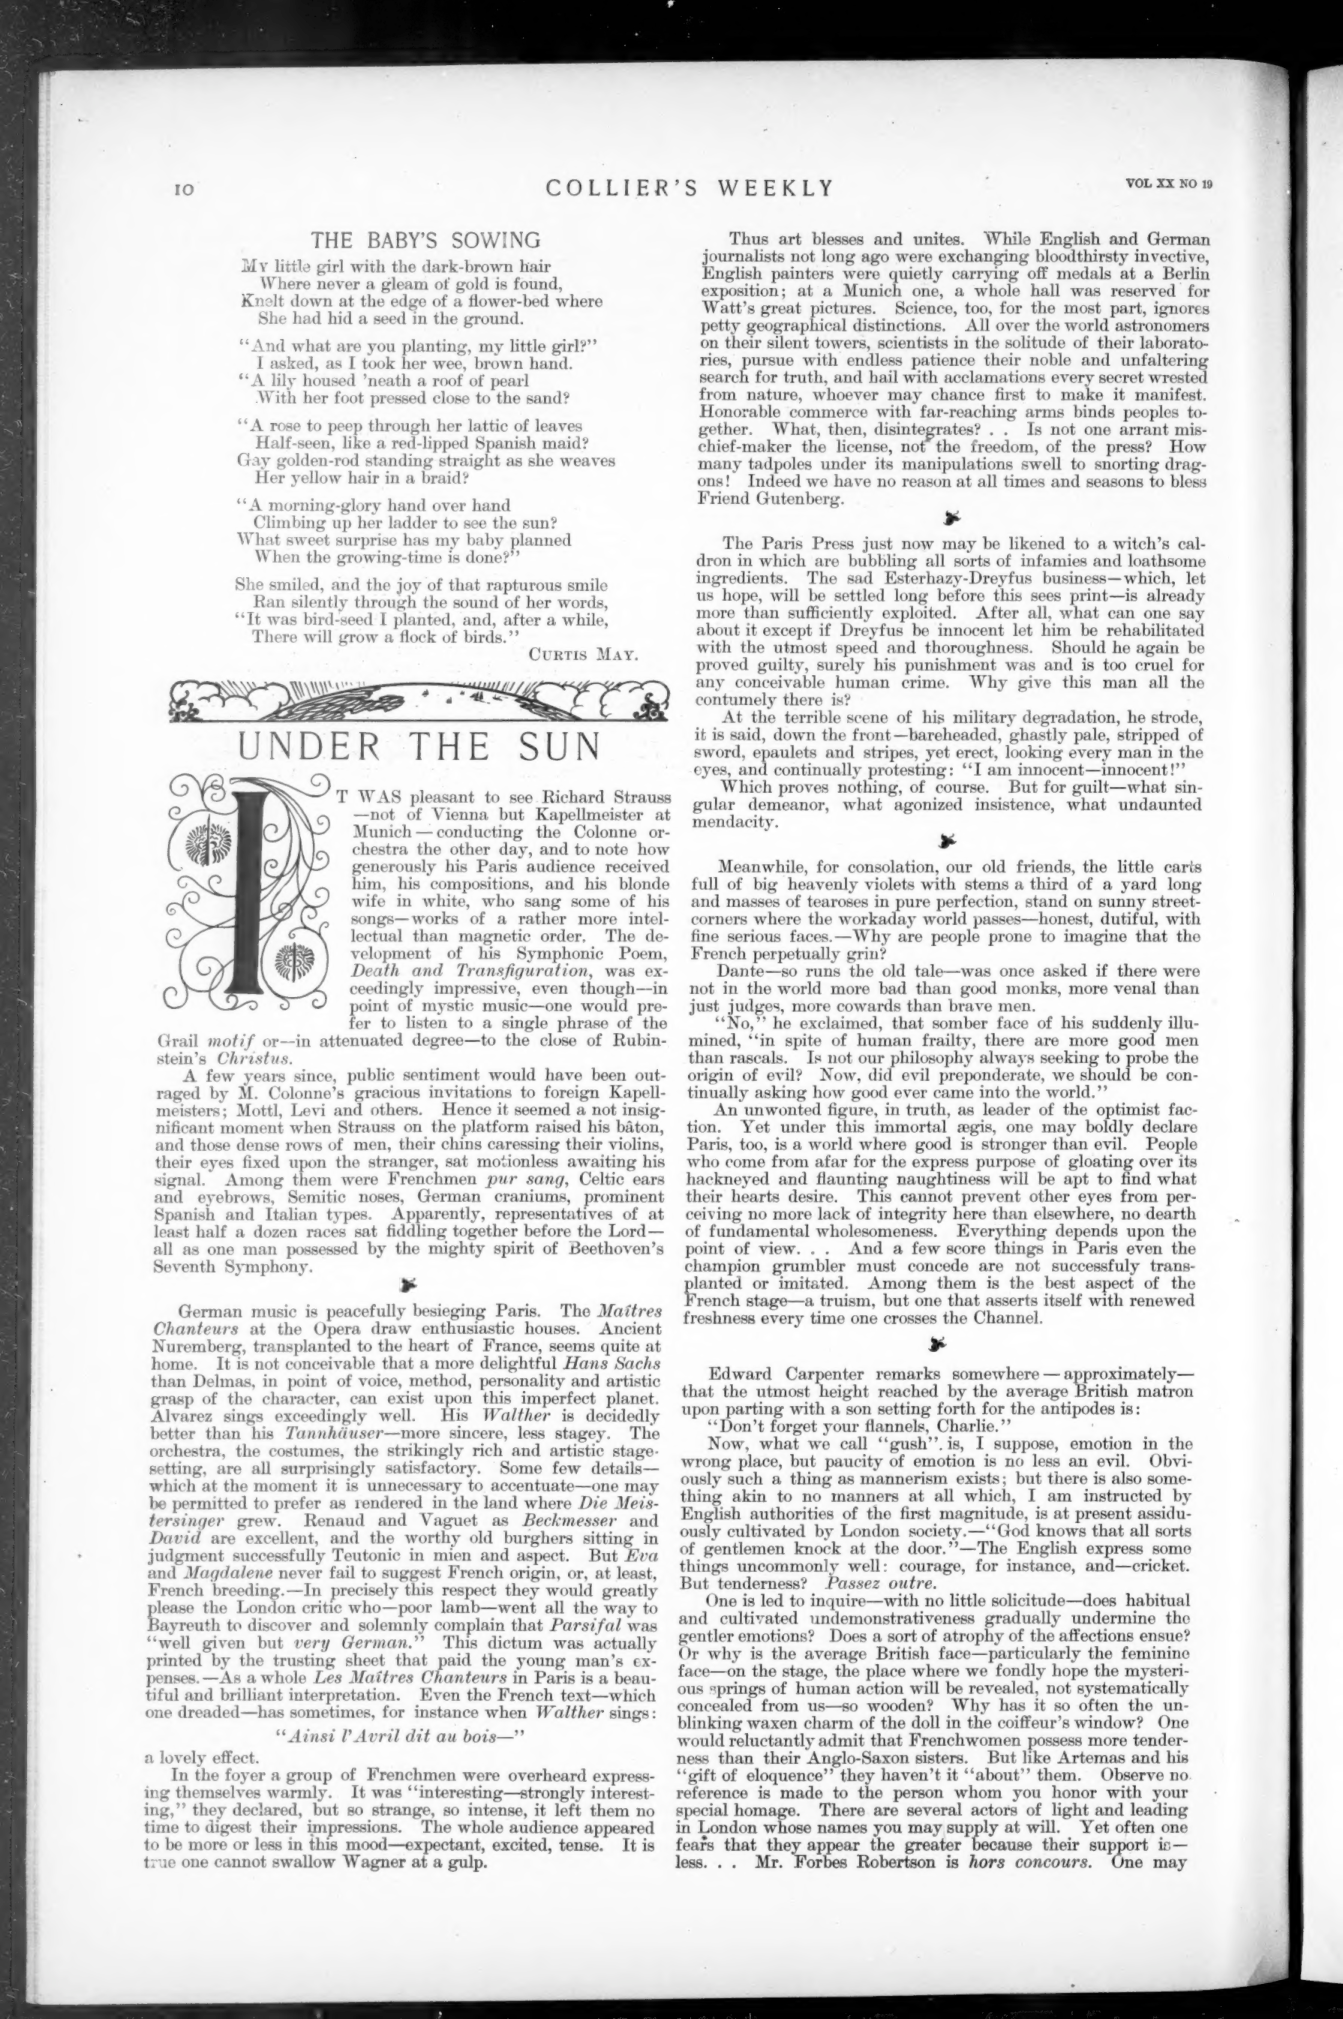 10
COLLIER'S WEEKLY
VOL XX NO 19
THE BABY'S SOWING
MY little girl with the dark-brown hair
Where never a gleam of gold is found,
Knelt down at the edge of a flower-bed where
She had hid a seed in the ground.
"And what are you planting, my little girl?"
I asked, as I took her wee, brown hand.
"A lily housed 'neath a roof of pearl
With her foot pressed close to the sand?
"A rose to peep through her lattic of leaves
Half-seen, like a red-lipped Spanish maid?
Gay golden-rod standing straight as she weaves
Her yellow hair in a braid?
"A morning-glory hand over hand
Climbing up her ladder to see the sun?
What sweet surprise has my baby planned
When the growing-time is done?"
She smiled, and the joy of that rapturous smile
Ran silently through the sound of her words,
"It was bird-seed I planted, and, after a while,
There will grow a flock of birds."
CURTIS MAY.
UNDER THE SUN
IT WAS pleasant to see Richard Strauss
—not of Vienna but Kapellmeister at
Munich—conducting the Colonne or-
chestra the other day, and to note how
generously his Paris audience received
him, his compositions, and his blonde
wife in white, who sang some of his
songs—works of a rather more intel-
lectual than magnetic order. The de-
velopment of his Symphonic Poem,
Death and Transfiguration, was ex-
ceedingly impressive, even though—in
point of mystic music—one would pre-
fer to listen to a single phrase of the
Grail motif or—in attenuated degree—to the close of Rubin-
stein's Christus.
A few years since, public sentiment would have been out-
raged by M. Colonne's gracious invitations to foreign Kapell-
meisters; Mottl, Levi and others. Hence it seemed a not insig-
nificant moment when Strauss on the platform raised his bâton,
and those dense rows of men, their chins caressing their violins,
their eyes fixed upon the stranger, sat motionless awaiting his
signal. Among them were Frenchmen pur sang, Celtic ears
and eyebrows, Semitic noses, German craniums, prominent
Spanish and Italian types. Apparently, representatives of at
least half a dozen races sat fiddling together before the Lord—
all as one man possessed by the mighty spirit of Beethoven's
Seventh Symphony.
German music is peacefully besieging Paris. The Maîtres
Chanteurs at the Opera draw enthusiastic houses. Ancient
Nuremberg, transplanted to the heart of France, seems quite at
home. It is not conceivable that a more delightful Hans Sachs
than Delmas, in point of voice, method, personality and artistic
grasp of the character, can exist upon this imperfect planet.
Alvarez sings exceedingly well. His Walther is decidedly
better than his Tannhäuser—more sincere, less stagey. The
orchestra, the costumes, the strikingly rich and artistic stage-
setting, are all surprisingly satisfactory. Some few details—
which at the moment it is unnecessary to accentuate—one may
be permitted to prefer as rendered in the land where Die Meis-
tersinger grew. Renaud and Vaguet as Beckmesser and
David are excellent, and the worthy old burghers sitting in
judgment successfully Teutonic in mien and aspect. But Eva
and Magdalene never fail to suggest French origin, or, at least,
French breeding.—In precisely this respect they would greatly
please the London critic who—poor lamb—went all the way to
Bayreuth to discover and solemnly complain that Parsifal was
"well given but very German." This dictum was actually
printed by the trusting sheet that paid the young man's ex-
penses.—As a whole Les Maîtres Chanteurs in Paris is a beau-
tiful and brilliant interpretation. Even the French text—which
one dreaded—has sometimes, for instance when Walther sings:
"Ainsi l'Avril dit au bois—"
a lovely effect.
In the foyer a group of Frenchmen were overheard express-
ing themselves warmly. It was "interesting—strongly interest-
ing," they declared, but so strange, so intense, it left them no
time to digest their impressions. The whole audience appeared
to be more or less in this mood—expectant, excited, tense. It is
true one cannot swallow Wagner at a gulp.
Thus art blesses and unites. While English and German
journalists not long ago were exchanging bloodthirsty invective,
English painters were quietly carrying off medals at a Berlin
exposition; at a Munich one, a whole hall was reserved for
Watt's great pictures. Science, too, for the most part, ignores
petty geographical distinctions. All over the world astronomers
on their silent towers, scientists in the solitude of their laborato-
ries, pursue with endless patience their noble and unfaltering
search for truth, and hail with acclamations every secret wrested
from nature, whoever may chance first to make it manifest.
Honorable commerce with far-reaching arms binds peoples to-
gether. What, then, disintegrates? . . Is not one arrant mis-
chief-maker the license, not the freedom, of the press? How
many tadpoles under its manipulations swell to snorting drag-
ons! Indeed we have no reason at all times and seasons to bless
Friend Gutenberg.
The Paris Press just now may be likened to a witch's cal-
dron in which are bubbling all sorts of infamies and loathsome
ingredients. The sad Esterhazy-Dreyfus business—which, let
us hope, will be settled long before this sees print—is already
more than sufficiently exploited. After all, what can one say
about it except if Dreyfus be innocent let him be rehabilitated
with the utmost speed and thoroughness. Should he again be
proved guilty, surely his punishment was and is too cruel for
any conceivable human crime. Why give this man all the
contumely there is?
At the terrible scene of his military degradation, he strode,
it is said, down the front—bareheaded, ghastly pale, stripped of
sword, epaulets and stripes, yet erect, looking every man in the
eyes, and continually protesting: "I am innocent—innocent!"
Which proves nothing, of course. But for guilt—what sin-
gular demeanor, what agonized insistence, what undaunted
mendacity.
Meanwhile, for consolation, our old friends, the little carts
full of big heavenly violets with stems a third of a yard long
and masses of tearoses in pure perfection, stand on sunny street-
corners where the workaday world passes—honest, dutiful, with
fine serious faces.—Why are people prone to imagine that the
French perpetually grin?
Dante—so runs the old tale—was once asked if there were
not in the world more bad than good monks, more venal than
just judges, more cowards than brave men.
"No," he exclaimed, that somber face of his suddenly illu-
mined, "in spite of human frailty, there are more good men
than rascals. Is not our philosophy always seeking to probe the
origin of evil? Now, did evil preponderate, we should be con-
tinually asking how good ever came into the world."
An unwonted figure, in truth, as leader of the optimist fac-
tion. Yet under this immortal ægis, one may boldly declare
Paris, too, is a world where good is stronger than evil. People
who come from afar for the express purpose of gloating over its
hackneyed and flaunting naughtiness will be apt to find what
their hearts desire. This cannot prevent other eyes from per-
ceiving no more lack of integrity here than elsewhere, no dearth
of fundamental wholesomeness. Everything depends upon the
point of view. . . And a few score things in Paris even the
champion grumbler must concede are not successfuly trans-
planted or imitated. Among them is the best aspect of the
French stage—a truism, but one that asserts itself with renewed
freshness every time one crosses the Channel.
Edward Carpenter remarks somewhere—approximately—
that the utmost height reached by the average British matron
upon parting with a son setting forth for the antipodes is:
"Don't forget your flannels, Charlie."
Now, what we call "gush". is, I suppose, emotion in the
wrong place, but paucity of emotion is no less an evil. Obvi-
ously such a thing as mannerism exists; but there is also some-
thing akin to no manners at all which, I am instructed by
English authorities of the first magnitude, is at present assidu-
ously cultivated by London society.—"God knows that all sorts
of gentlemen knock at the door."—The English express some
things uncommonly well: courage, for instance, and—cricket.
But tenderness? Passez outre.
One is led to inquire—with no little solicitude—does habitual
and cultivated undemonstrativeness gradually undermine the
gentler emotions? Does a sort of atrophy of the affections ensue?
Or why is the average British face—particularly the feminine
face—on the stage, the place where we fondly hope the mysteri-
ous springs of human action will be revealed, not systematically
concealed from us—so wooden? Why has it so often the un-
blinking waxen charm of the doll in the coiffeur's window? One
would reluctantly admit that Frenchwomen possess more tender-
ness than their Anglo-Saxon sisters. But like Artemas and his
"gift of eloquence" they haven't it "about" them. Observe no
reference is made to the person whom you honor with your
special homage. There are several actors of light and leading
in London whose names you may supply at will. Yet often one
fears that they appear the greater because their support is—
less. . . Mr. Forbes Robertson is hors concours. One may